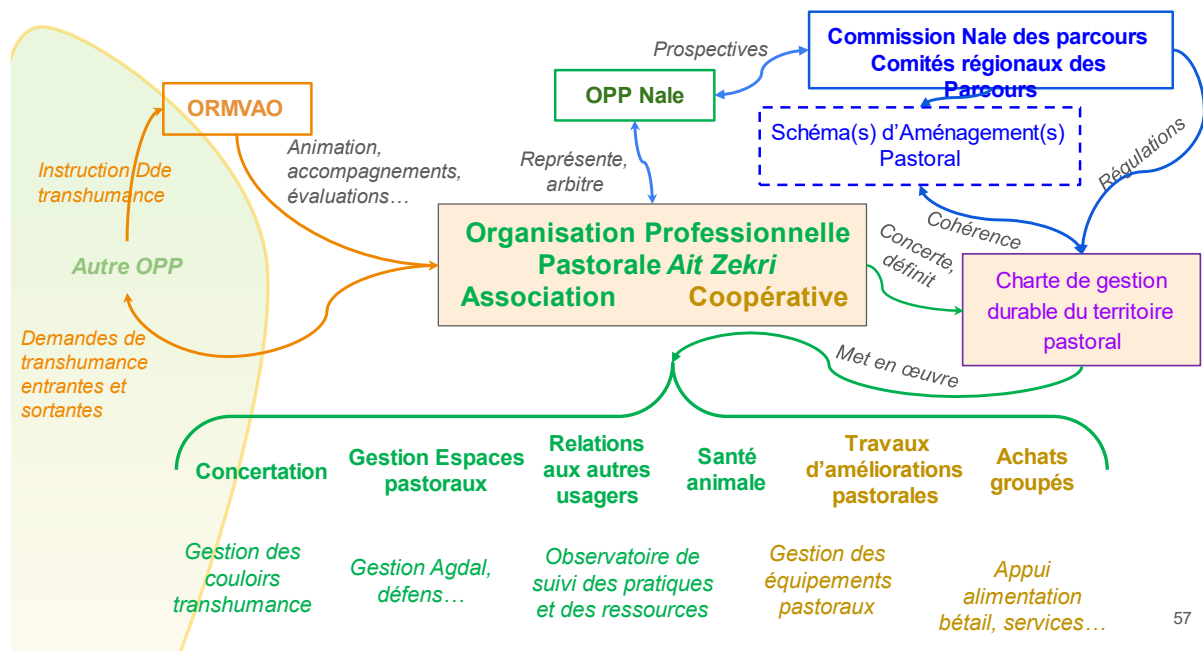 Prospectives
Commission Nale des parcours
Comités régionaux des
Parcours
ORMVAO
OPP Nale
Schéma(s) d'Aménagement(s)
Pastoral
Régulations
Instruction Dde
transhumance
Animation,
accompagnements,
évaluations…
Représente,
arbitre
Organisation Professionnelle
Pastorale Ait Zekri
Association Coopérative
Cohérence
Concerte,
définit
Autre OPP
Charte de gestion
durable du territoire
pastoral
Demandes de
transhumance
entrantes et
sortantes
Met en œuvre
Concertation
Gestion Espaces
pastoraux
Relations
aux autres
usagers
Santé
animale
Travaux
d'améliorations
pastorales
Achats
groupés
Gestion des
couloirs
transhumance
Gestion Agdal,
défens…
Observatoire de
suivi des pratiques
et des ressources
Gestion des
équipements
pastoraux
Appui
alimentation
bétail, services…
57